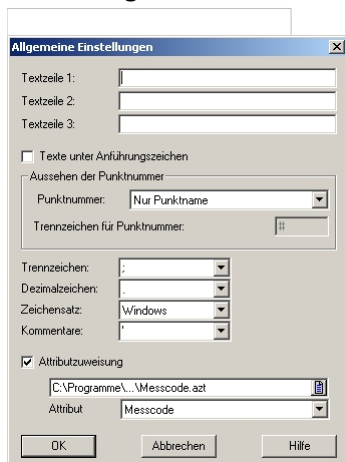 Allgemeine Einstellungen
Textzeile 1:
Textzeile 2:
Textzeile 3:
Texte unter Anführungszeichen
Aussehen der Punktnummer
Punktnummer: Nur Punktname
Trennzeichen für Punktnummer: #
Trennzeichen: ;
Dezimalzeichen: .
Zeichensatz: Windows
Kommentare: '
Attributzuweisung
C:\Programme\...\Messcode.azt
Attribut Messcode
OK Abbrechen Hilfe